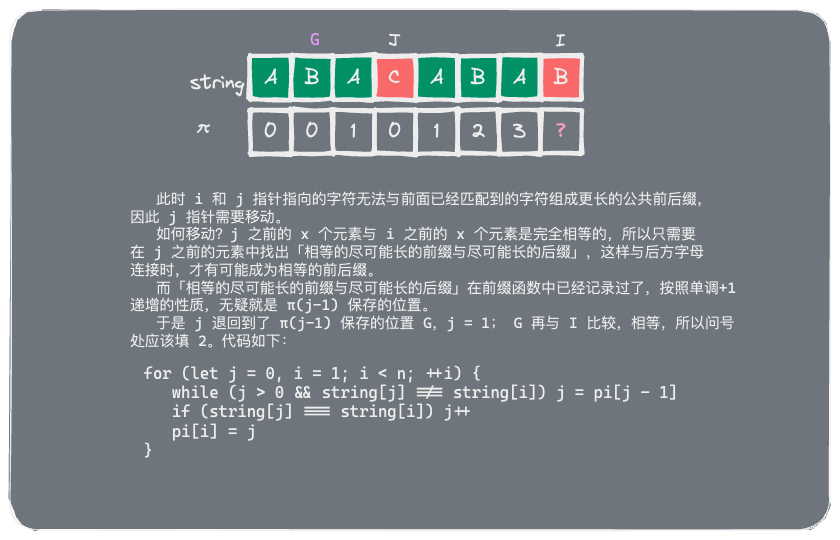 G J I
string A B A C A B A B
π 0 0 1 0 1 2 3 ?
此时 i 和 j 指针指向的字符无法与前面已经匹配到的字符组成更长的公共前后缀，
因此 j 指针需要移动。
如何移动？j 之前的 x 个元素与 i 之前的 x 个元素是完全相等的，所以只需要
在 j 之前的元素中找出「相等的尽可能长的前缀与尽可能长的后缀」，这样与后方字母
连接时，才有可能成为相等的前后缀。
而「相等的尽可能长的前缀与尽可能长的后缀」在前缀函数中已经记录过了，按照单调+1
递增的性质，无疑就是 π(j-1) 保存的位置。
于是 j 退回到了 π(j-1) 保存的位置 G，j = 1； G 再与 I 比较，相等，所以问号
处应该填 2。代码如下：
for (let j = 0, i = 1; i < n; ++i) {
while (j > 0 && string[j] !== string[i]) j = pi[j - 1]
if (string[j] === string[i]) j++
pi[i] = j
}